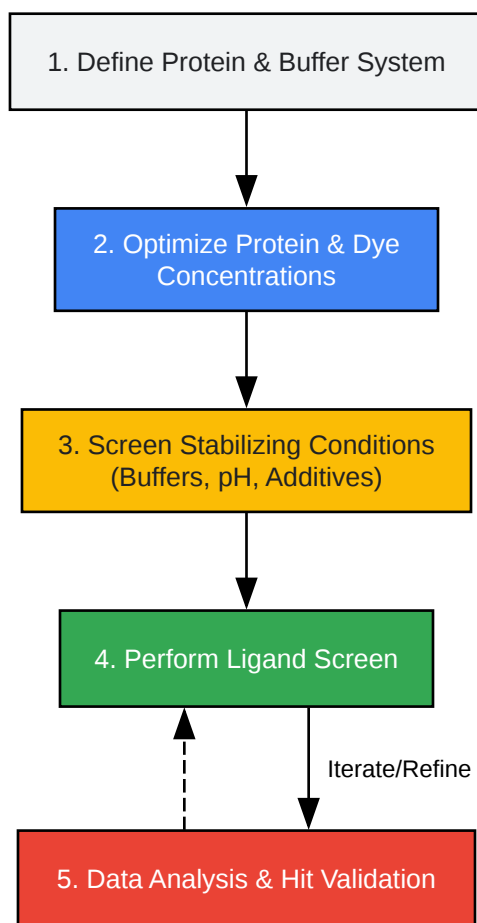 1. Define Protein & Buffer System
2. Optimize Protein & Dye
Concentrations
3. Screen Stabilizing Conditions
(Buffers, pH, Additives)
4. Perform Ligand Screen
Iterate/Refine
5. Data Analysis & Hit Validation